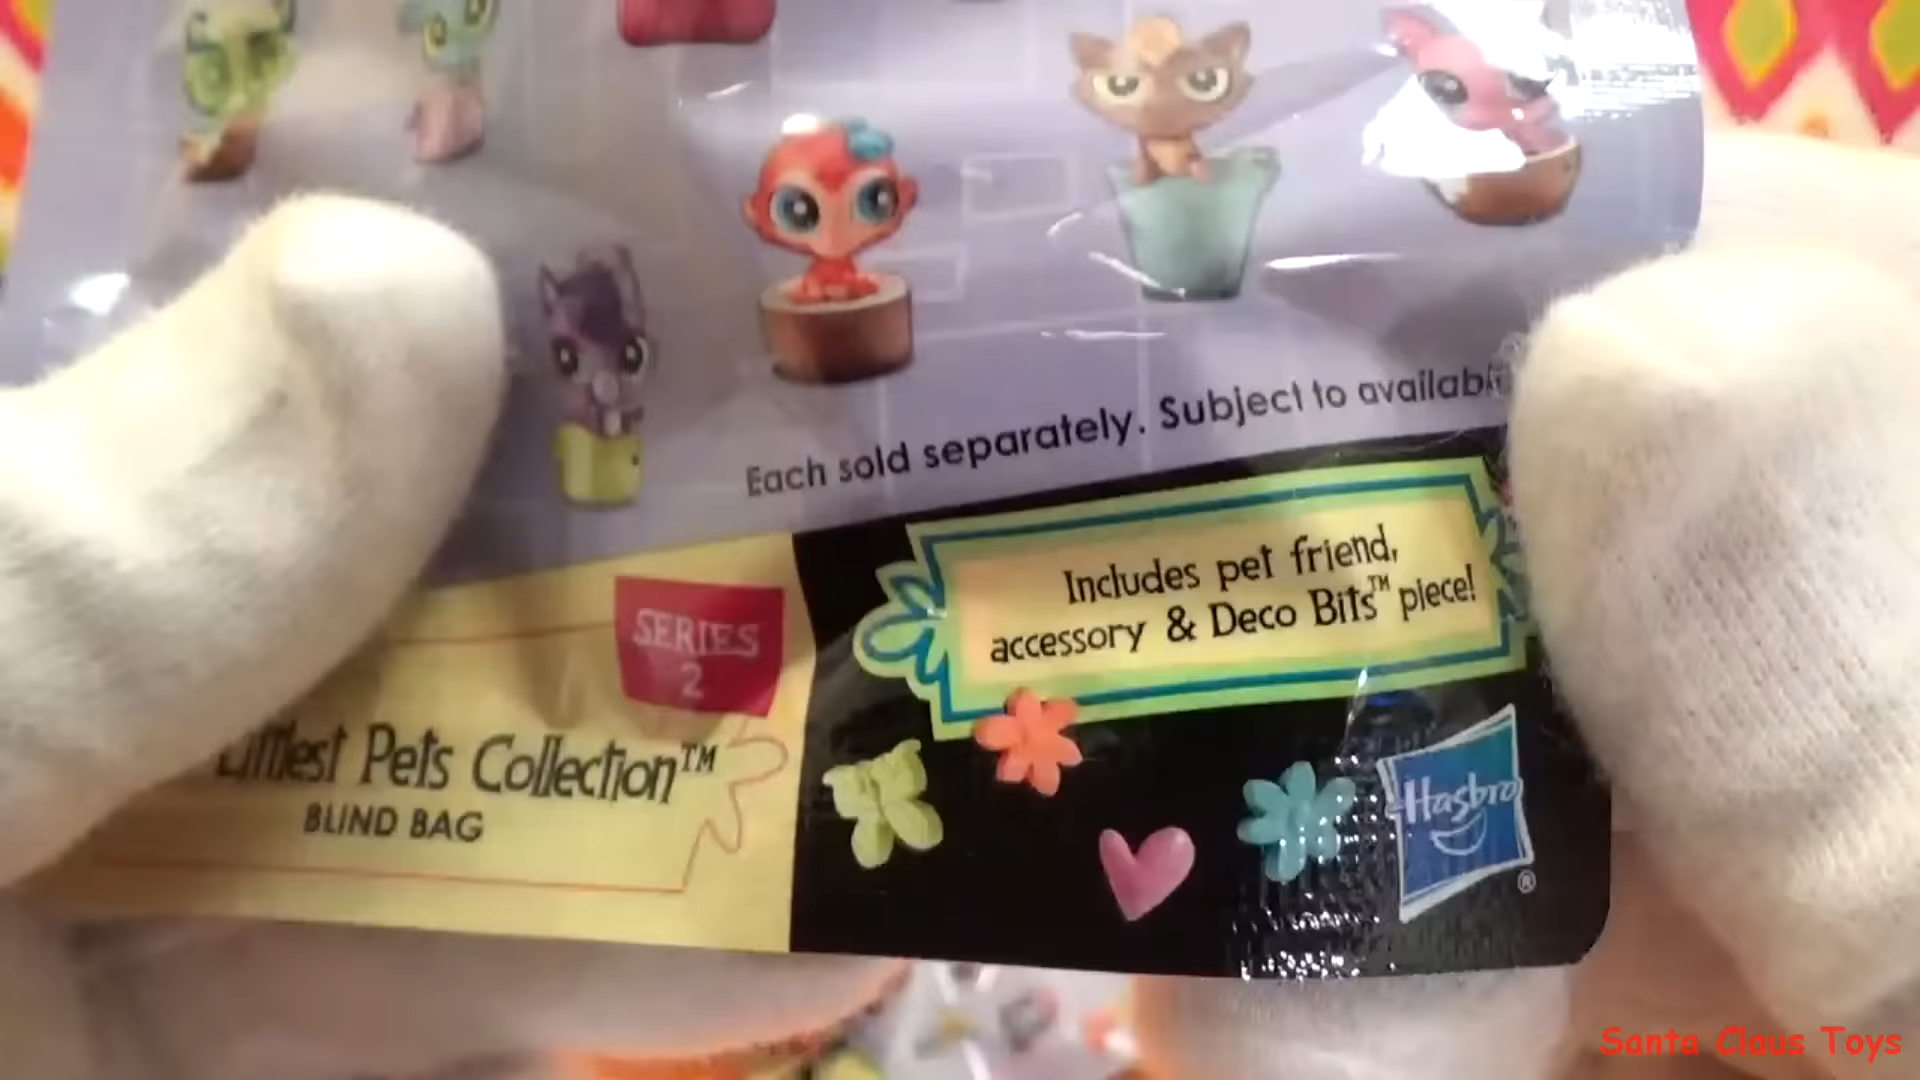 Each sold separately. Subject to
SERIES
2
Includes pet friend,
accessory & Deco Bits™ piece!
Littlest Pets Collection™
BLIND BAG
Hasbro
®
Santa Claus Toys